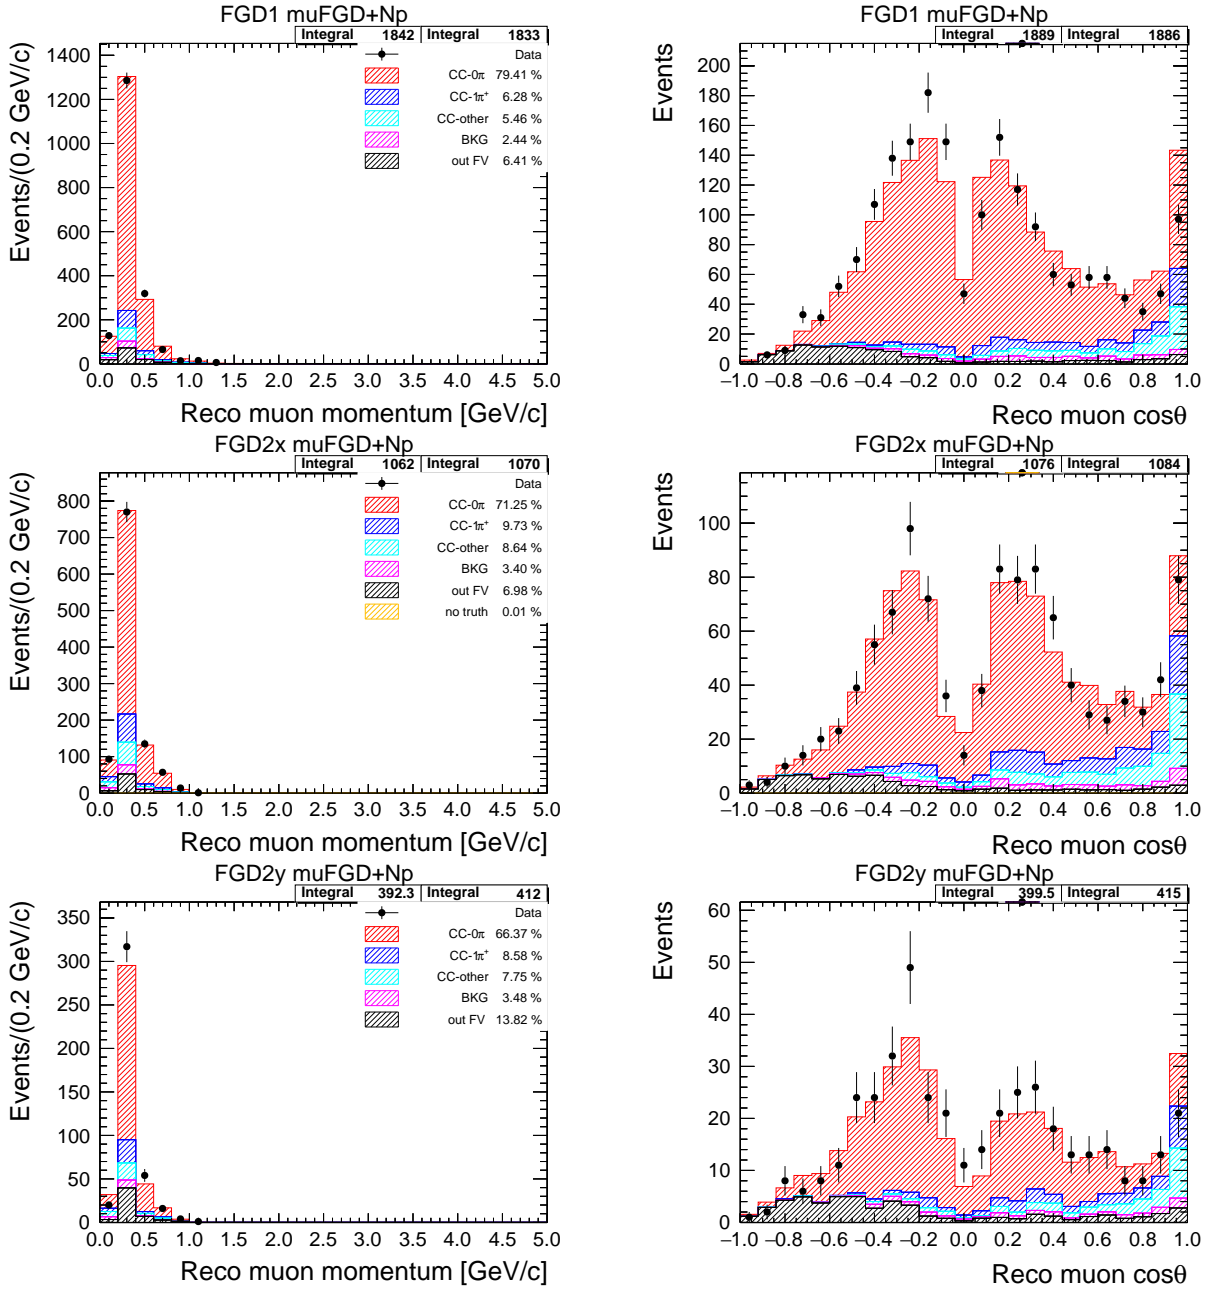 FGD1 muFGD+Np
Integral 1842 Integral 1833
Events/(0.2 GeV/c)
1400
1200
1000
800
600
400
200
0
Data
CC-0π 79.41 %
CC-1π⁺ 6.28 %
CC-other 5.46 %
BKG 2.44 %
out FV 6.41 %
0.0 0.5 1.0 1.5 2.0 2.5 3.0 3.5 4.0 4.5 5.0
Reco muon momentum [GeV/c]
FGD1 muFGD+Np
Integral 1889 Integral 1886
Events
200
180
160
140
120
100
80
60
40
20
0
−1.0 −0.8 −0.6 −0.4 −0.2 0.0 0.2 0.4 0.6 0.8 1.0
Reco muon cosθ
FGD2x muFGD+Np
Integral 1062 Integral 1070
Events/(0.2 GeV/c)
800
700
600
500
400
300
200
100
0
Data
CC-0π 71.25 %
CC-1π⁺ 9.73 %
CC-other 8.64 %
BKG 3.40 %
out FV 6.98 %
no truth 0.01 %
0.0 0.5 1.0 1.5 2.0 2.5 3.0 3.5 4.0 4.5 5.0
Reco muon momentum [GeV/c]
FGD2x muFGD+Np
Integral 1076 Integral 1084
Events
100
80
60
40
20
0
−1.0 −0.8 −0.6 −0.4 −0.2 0.0 0.2 0.4 0.6 0.8 1.0
Reco muon cosθ
FGD2y muFGD+Np
Integral 392.3 Integral 412
Events/(0.2 GeV/c)
350
300
250
200
150
100
50
0
Data
CC-0π 66.37 %
CC-1π⁺ 8.58 %
CC-other 7.75 %
BKG 3.48 %
out FV 13.82 %
0.0 0.5 1.0 1.5 2.0 2.5 3.0 3.5 4.0 4.5 5.0
Reco muon momentum [GeV/c]
FGD2y muFGD+Np
Integral 399.5 Integral 415
Events
60
50
40
30
20
10
0
−1.0 −0.8 −0.6 −0.4 −0.2 0.0 0.2 0.4 0.6 0.8 1.0
Reco muon cosθ